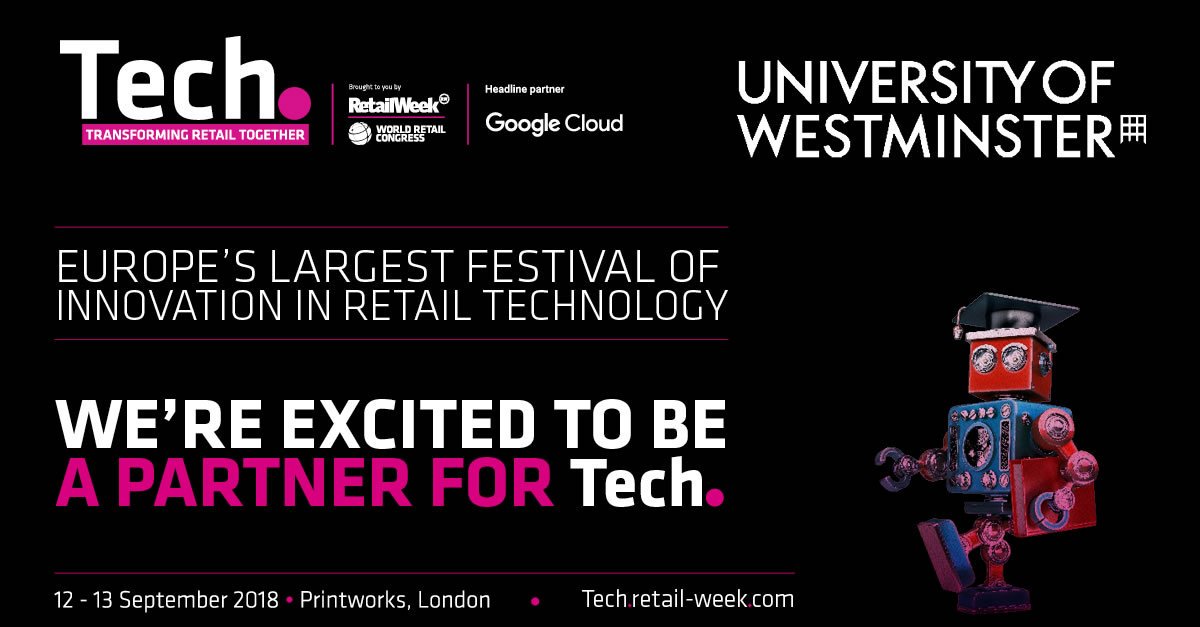 Tech.
TRANSFORMING RETAIL TOGETHER
Brought to you by
RetailWeek RW
WORLD RETAIL
CONGRESS
Headline partner
Google Cloud
UNIVERSITY OF
WESTMINSTER
EUROPE’S LARGEST FESTIVAL OF
INNOVATION IN RETAIL TECHNOLOGY
WE’RE EXCITED TO BE
A PARTNER FOR Tech.
12 - 13 September 2018 • Printworks, London • Tech.retail-week.com